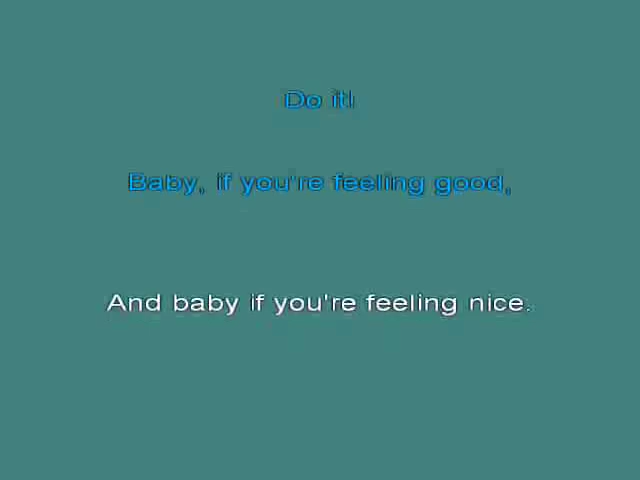 Do it!
Baby, if you're feeling good,
And baby if you're feeling nice.